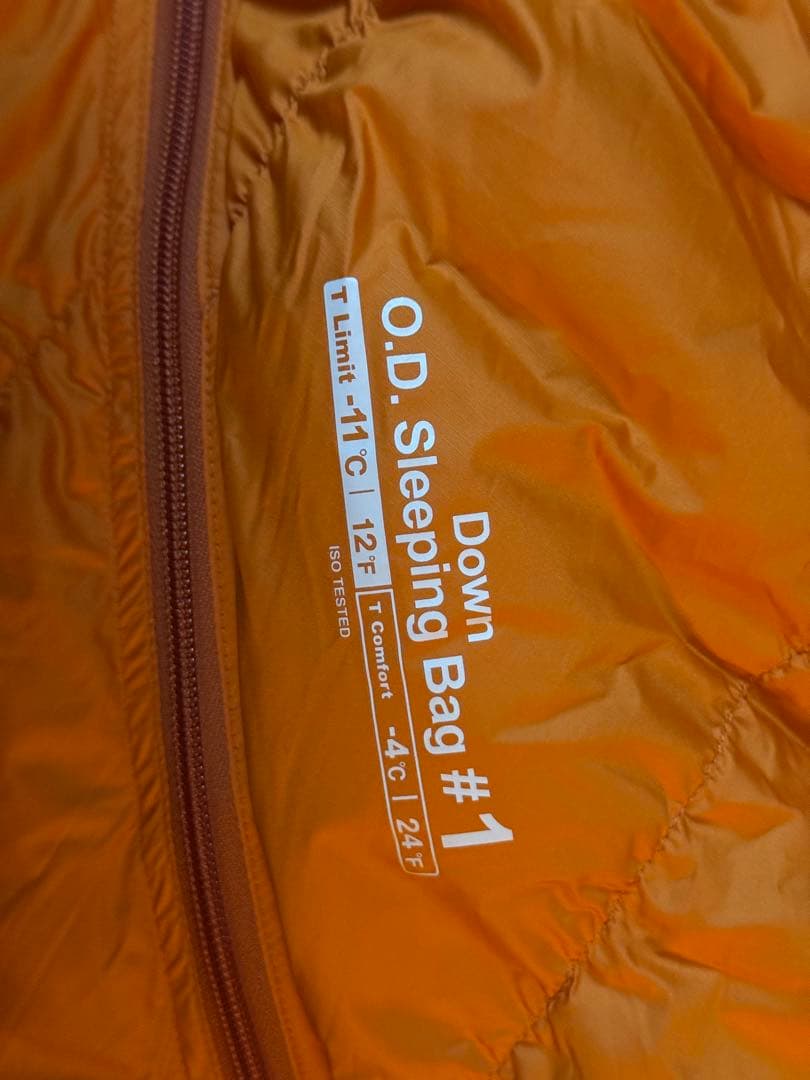 Down
O.D. Sleeping Bag #1
T Limit -11℃ | 12°F T Comfort -4℃ | 24°F
ISO TESTED